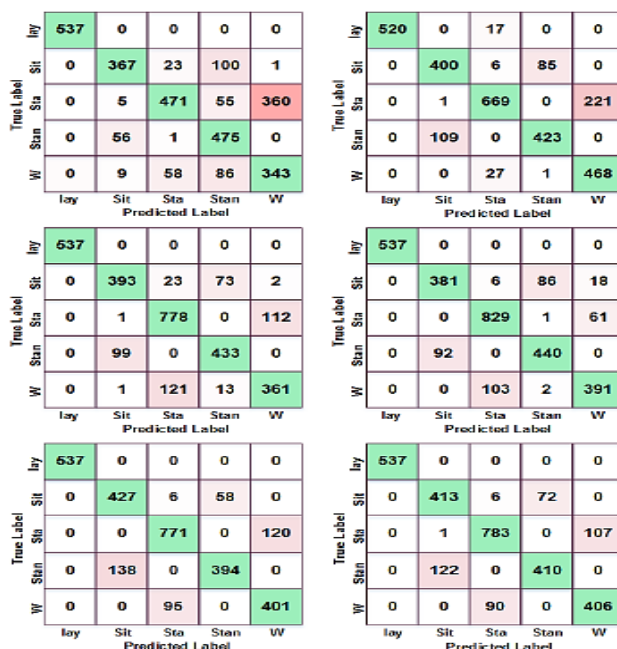 lay 537 0 0 0 0
Sit 0 367 23 100 1
Sta 0 5 471 55 360
Stan 0 56 1 475 0
W 0 9 58 86 343
lay Sit Sta Stan W
Predicted Label
True Label
lay 520 0 17 0 0
Sit 0 400 6 85 0
Sta 0 1 669 0 221
Stan 0 109 0 423 0
W 0 0 27 1 468
lay Sit Sta Stan W
Predicted Label
True Label
lay 537 0 0 0 0
Sit 0 393 23 73 2
Sta 0 1 778 0 112
Stan 0 99 0 433 0
W 0 1 121 13 361
lay Sit Sta Stan W
Predicted Label
True Label
lay 537 0 0 0 0
Sit 0 381 6 86 18
Sta 0 0 829 1 61
Stan 0 92 0 440 0
W 0 0 103 2 391
lay Sit Sta Stan W
Predicted Label
True Label
lay 537 0 0 0 0
Sit 0 427 6 58 0
Sta 0 0 771 0 120
Stan 0 138 0 394 0
W 0 0 95 0 401
lay Sit Sta Stan W
Predicted Label
True Label
lay 537 0 0 0 0
Sit 0 413 6 72 0
Sta 0 1 783 0 107
Stan 0 122 0 410 0
W 0 0 90 0 406
lay Sit Sta Stan W
Predicted Label
True Label